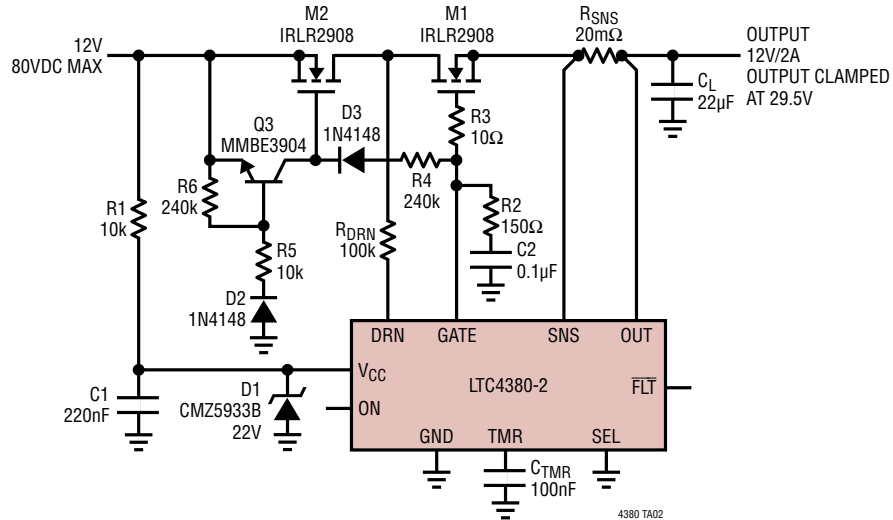 M2
IRLR2908
M1
IRLR2908
RSNS
20mΩ
12V
80VDC MAX
OUTPUT
12V/2A
OUTPUT CLAMPED
AT 29.5V
CL
22µF
R3
10Ω
Q3
MMBE3904
D3
1N4148
R4
240k
R6
240k
R1
10k
R2
150Ω
RDRN
100k
R5
10k
C2
0.1µF
D2
1N4148
DRN
GATE
SNS
OUT
VCC
LTC4380-2
FLT
D1
CMZ5933B
22V
C1
220nF
ON
GND
TMR
SEL
CTMR
100nF
4380 TA02